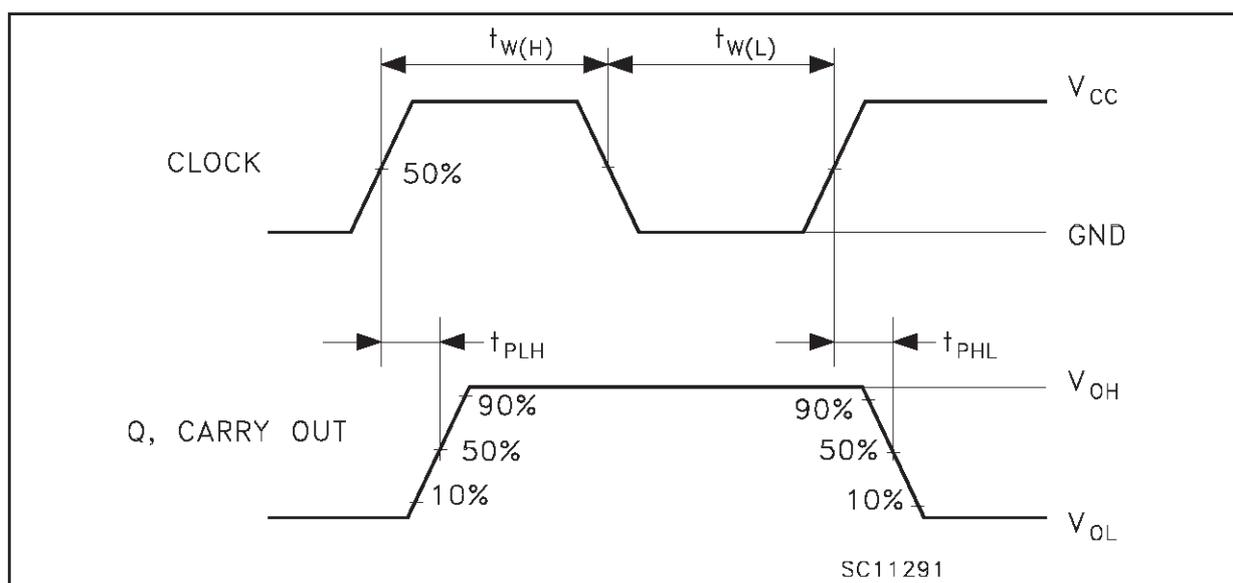 tW(H) tW(L)
VCC
CLOCK 50%
GND
tPLH tPHL
VOH
90% 90%
Q, CARRY OUT
50% 50%
10% 10%
VOL
SC11291